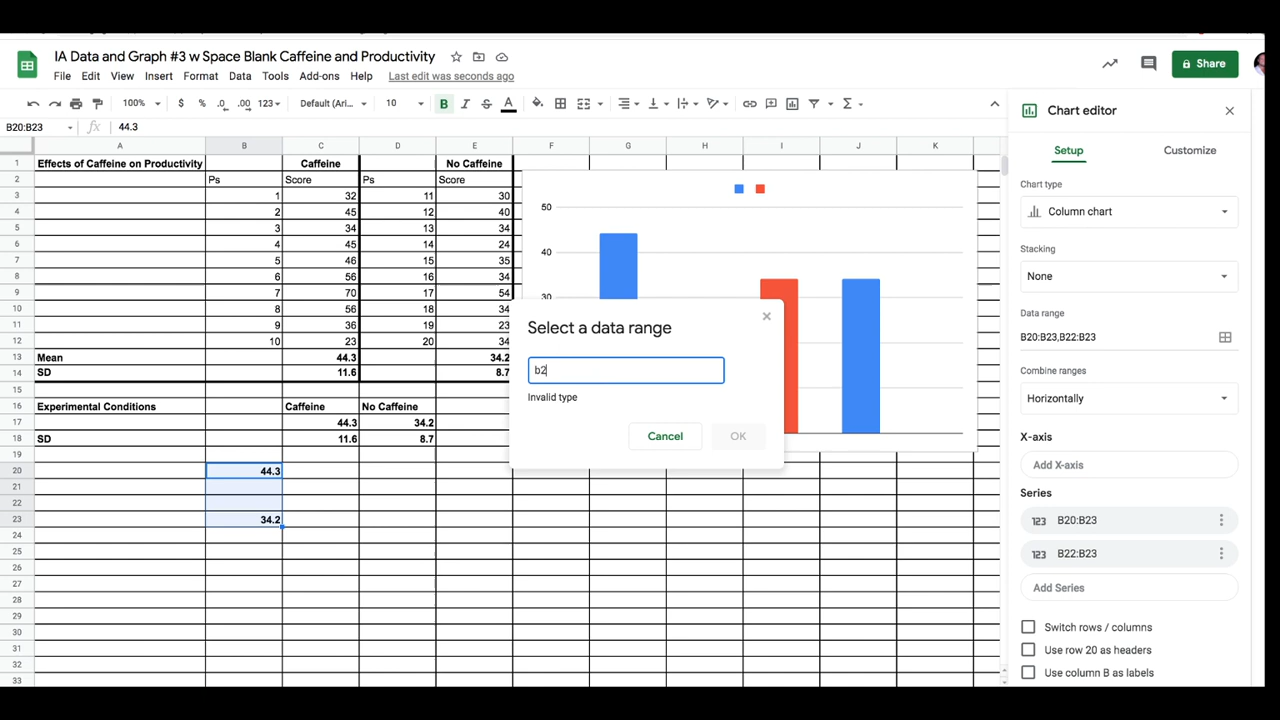 IA Data and Graph #3 w Space Blank Caffeine and Productivity
File Edit View Insert Format Data Tools Add-ons Help Last edit was seconds ago
Share
100% $ % .0 .00 123 Default (Ari... 10 B I S A
B20:B23 fx 44.3
A B C D E F G H I J K
1 Effects of Caffeine on Productivity Caffeine No Caffeine
2 Ps Score Ps Score
3 1 32 11 30
4 2 45 12 40
5 3 34 13 34
6 4 45 14 24
7 5 46 15 35
8 6 56 16 34
9 7 70 17 54
10 8 56 18 34
11 9 36 19 23
12 10 23 20 34
13 Mean 44.3 34.2
14 SD 11.6 8.7
15
16 Experimental Conditions Caffeine No Caffeine
17 44.3 34.2
18 SD 11.6 8.7
19
20 44.3
21
22
23 34.2
24
25
26
27
28
29
30
31
32
33
50
40
30
Select a data range
b2
Invalid type
Cancel OK
Chart editor
Setup Customize
Chart type
Column chart
Stacking
None
Data range
B20:B23,B22:B23
Combine ranges
Horizontally
X-axis
Add X-axis
Series
123 B20:B23
123 B22:B23
Add Series
Switch rows / columns
Use row 20 as headers
Use column B as labels